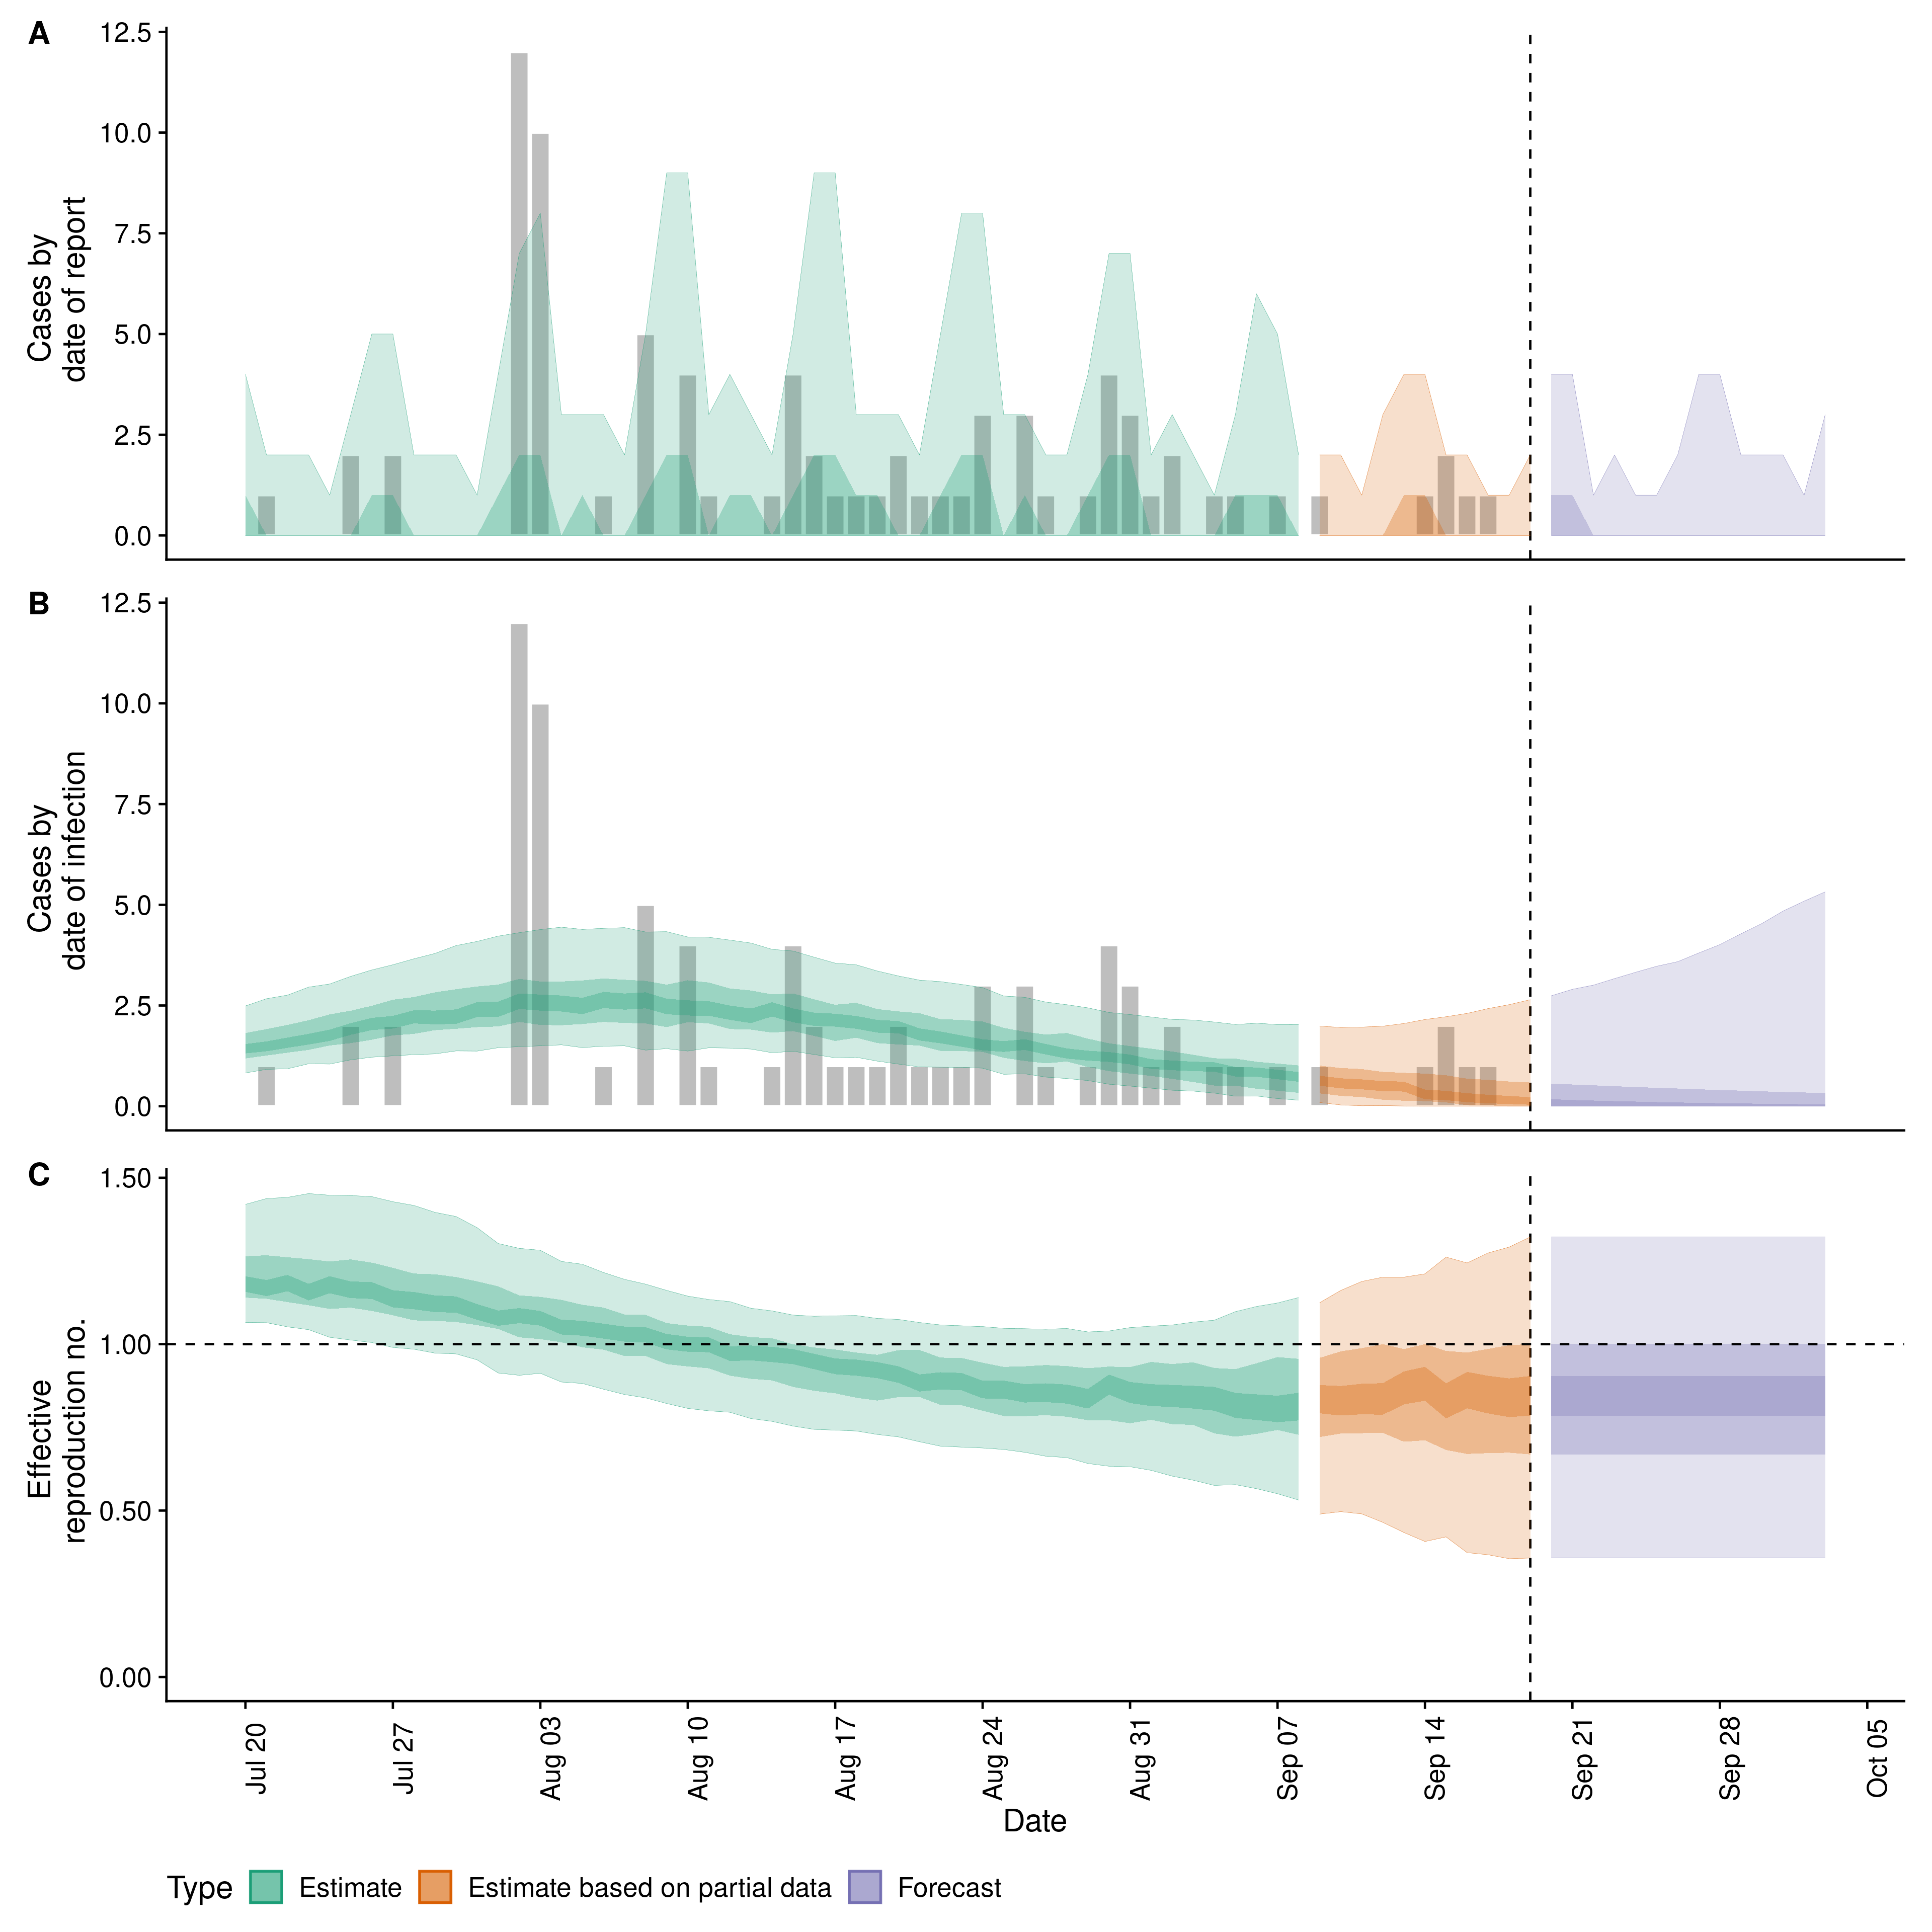 A
12.5
10.0
7.5
5.0
2.5
0.0
Cases by
date of report
B
12.5
10.0
7.5
5.0
2.5
0.0
Cases by
date of infection
C
1.50
1.00
0.50
0.00
Effective
reproduction no.
Jul 20
Jul 27
Aug 03
Aug 10
Aug 17
Aug 24
Aug 31
Sep 07
Sep 14
Sep 21
Sep 28
Oct 05
Date
Type Estimate Estimate based on partial data Forecast